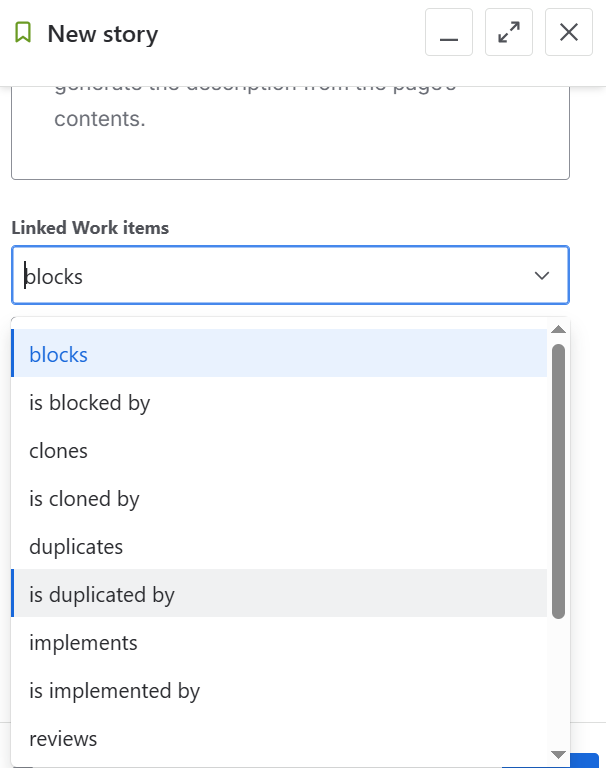 New story
generate the description from the page's
contents.
Linked Work items
blocks
blocks
is blocked by
clones
is cloned by
duplicates
is duplicated by
implements
is implemented by
reviews